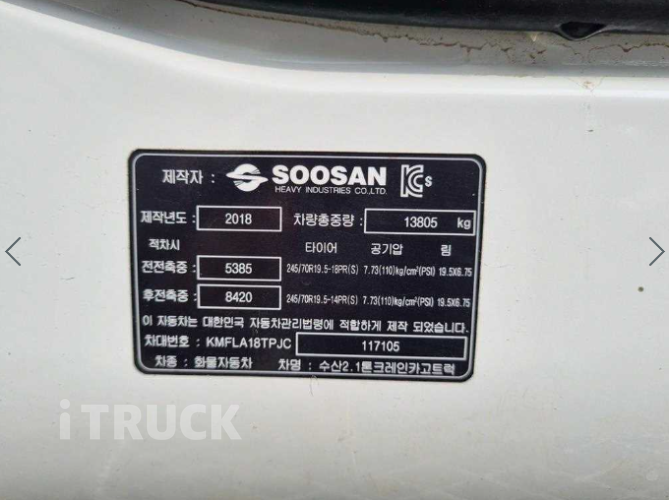 제작자 : SOOSAN
HEAVY INDUSTRIES CO.,LTD. S
제작년도 : 2018 차량총중량 : 13805 kg
적차시 타이어 공기압 림
전전축중 : 5385 245/70R19.5-18PR(S) 7.73(110)kg/cm²(PSI) 19.5X6.75
후전축중 : 8420 245/70R19.5-14PR(S) 7.73(110)kg/cm²(PSI) 19.5X6.75
이 자동차는 대한민국 자동차관리법령에 적합하게 제작 되었습니다.
차대번호 : KMFLA18TPJC 117105
차종 : 화물자동차 차명 : 수산2.1톤크레인카고트럭
iTRUCK